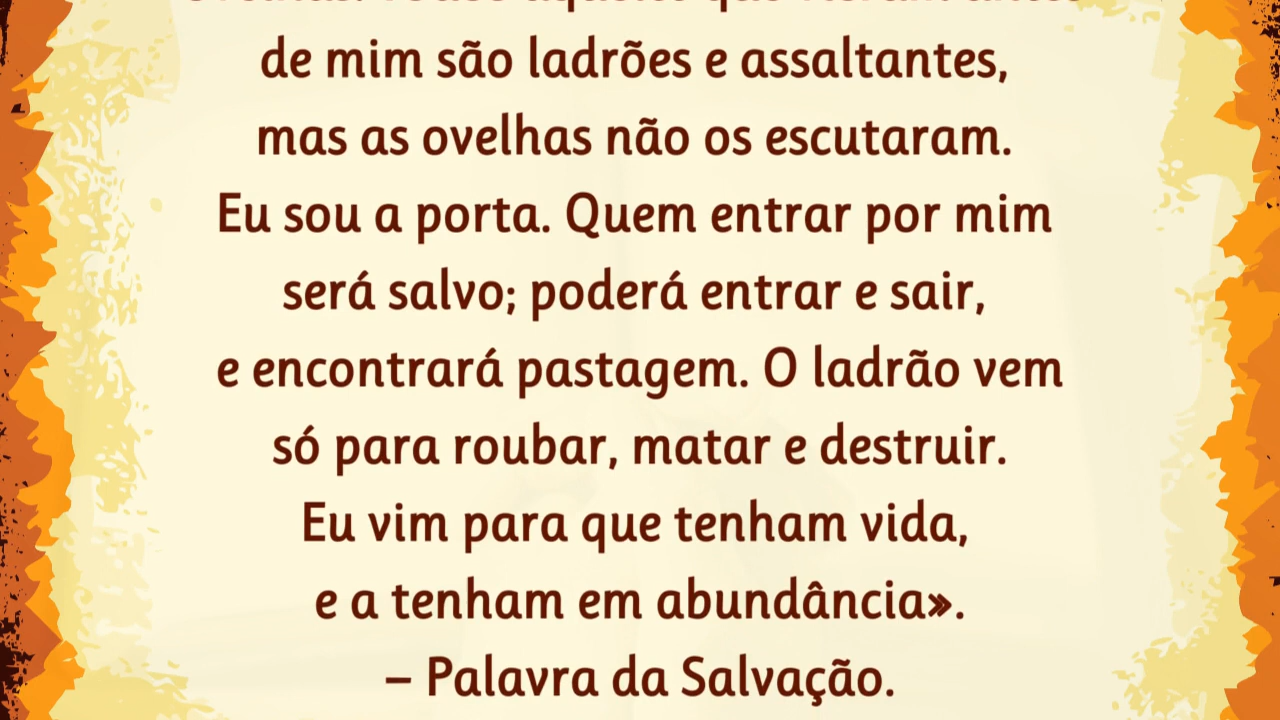 de mim são ladrões e assaltantes,
mas as ovelhas não os escutaram.
Eu sou a porta. Quem entrar por mim
será salvo; poderá entrar e sair,
e encontrará pastagem. O ladrão vem
só para roubar, matar e destruir.
Eu vim para que tenham vida,
e a tenham em abundância».
– Palavra da Salvação.